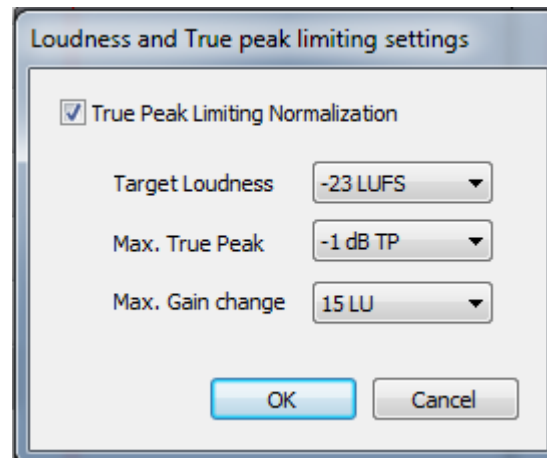 Loudness and True peak limiting settings
True Peak Limiting Normalization
Target Loudness -23 LUFS
Max. True Peak -1 dB TP
Max. Gain change 15 LU
OK Cancel